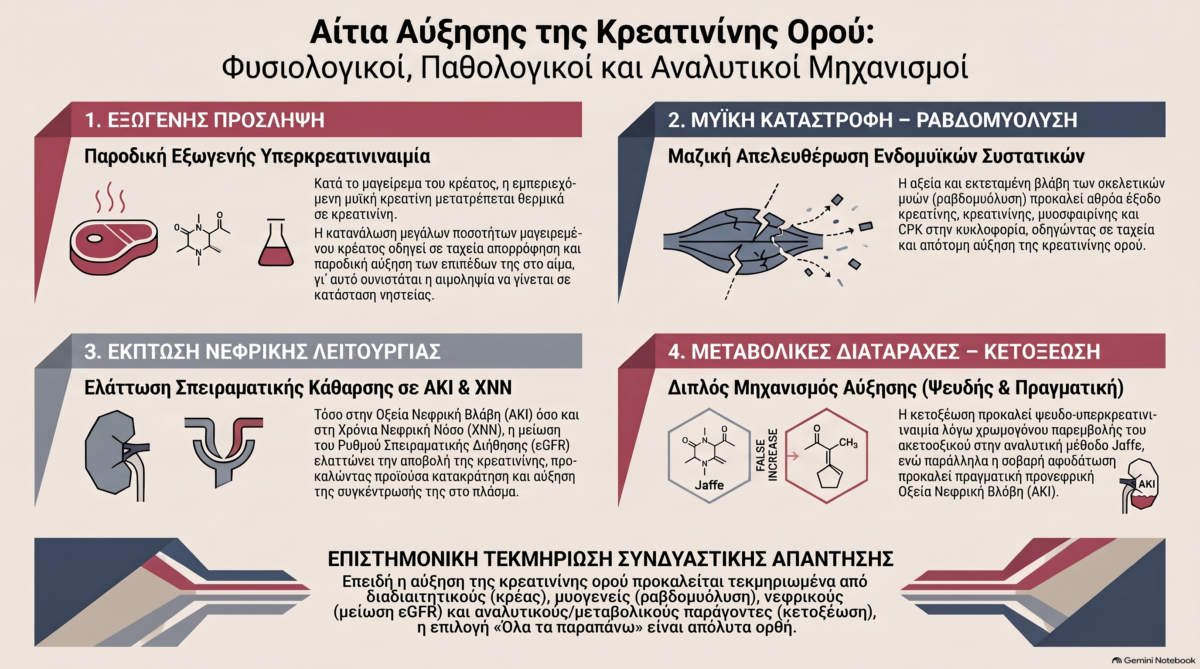 Αίτια Αύξησης της Κρεατινίνης Ορού:
Φυσιολογικοί, Παθολογικοί και Αναλυτικοί Μηχανισμοί
1. ΕΞΩΓΕΝΗΣ ΠΡΟΣΛΗΨΗ
Παροδική Εξωγενής Υπερκρεατινιναιμία
Κατά το μαγείρεμα του κρέατος, η εμπεριεχό-
μενη μυϊκή κρεατίνη μετατρέπεται θερμικά
σε κρεατινίνη.
Η κατανάλωση μεγάλων ποσοτήτων μαγειρεμέ-
νου κρέατος οδηγεί σε ταχεία απορρόφηση και
παροδική αύξηση των επιπέδων της στο αίμα,
γι' αυτό ουνιστάται η αιμοληψία να γίνεται σε
κατάσταση νηστείας.
2. ΜΥΪΚΗ ΚΑΤΑΣΤΡΟΦΗ – ΡΑΒΔΟΜΥΟΛΥΣΗ
Μαζική Απελευθέρωση Ενδομυϊκών Συστατικών
Η αξεία και εκτεταμένη βλάβη των σκελετικών
μυών (ραβδομυόλυση) προκαλεί αθρόα έξοδο
κρεατίνης, κρεατινίνης, μυοσφαιρίνης και
CPK στην κυκλοφορία, οδηγώντας σε ταχεία
και απότομη αύξηση της κρεατινίνης ορού.
3. ΕΚΠΤΩΣΗ ΝΕΦΡΙΚΗΣ ΛΕΙΤΟΥΡΓΙΑΣ
Ελάττωση Σπειραματικής Κάθαρσης σε ΑΚΙ & ΧΝΝ
Τόσο στην Οξεία Νεφρική Βλάβη (AKI) όσο και
στη Χρόνια Νεφρική Νόσο (ΧΝΝ), η μείωση
του Ρυθμού Σπειραματικής Διήθησης (eGFR)
ελαττώνει την αποβολή της κρεατινίνης, προ-
καλώντας προϊούσα κατακράτηση και αύξηση
της συγκέντρωσής της στο πλάσμα.
4. ΜΕΤΑΒΟΛΙΚΕΣ ΔΙΑΤΑΡΑΧΕΣ – ΚΕΤΟΞΕΩΣΗ
Διπλός Μηχανισμός Αύξησης (Ψευδής & Πραγματική)
O
N
N
Jaffe
FALSE
INCREASE
O
CH₃
Η κετοξέωση προκαλεί ψευδο-υπερκρεατινι-
ιναιμία λόγω χρωμογόνου παρεμβολής του
ακετοοξικού στην αναλυτική μέθοδο Jaffe,
ενώ παράλληλα η σοβαρή αφυδάτωση
προκαλεί πραγματική προνεφρική
Οξεία Νεφρική Βλόβη (AKI).
AKI
ΕΠΙΣΤΗΜΟΝΙΚΗ ΤΕΚΜΗΡΙΩΣΗ ΣΥΝΔΥΑΣΤΙΚΗΣ ΑΠΑΝΤΗΣΗΣ
Επειδή η αύξηση της κρεατινίνης ορού προκαλείται τεκμηριωμένα από
διαδιαιτητικούς (κρέας), μυογενείς (ραβδομυόλυση), νεφρικούς
(μείωση eGFR) και αναλυτικούς/μεταβολικούς παράγοντες (κετοξέωση),
η επιλογή «Όλα τα παραπάνω» είναι απόλυτα ορθή.
Gemini Notebook